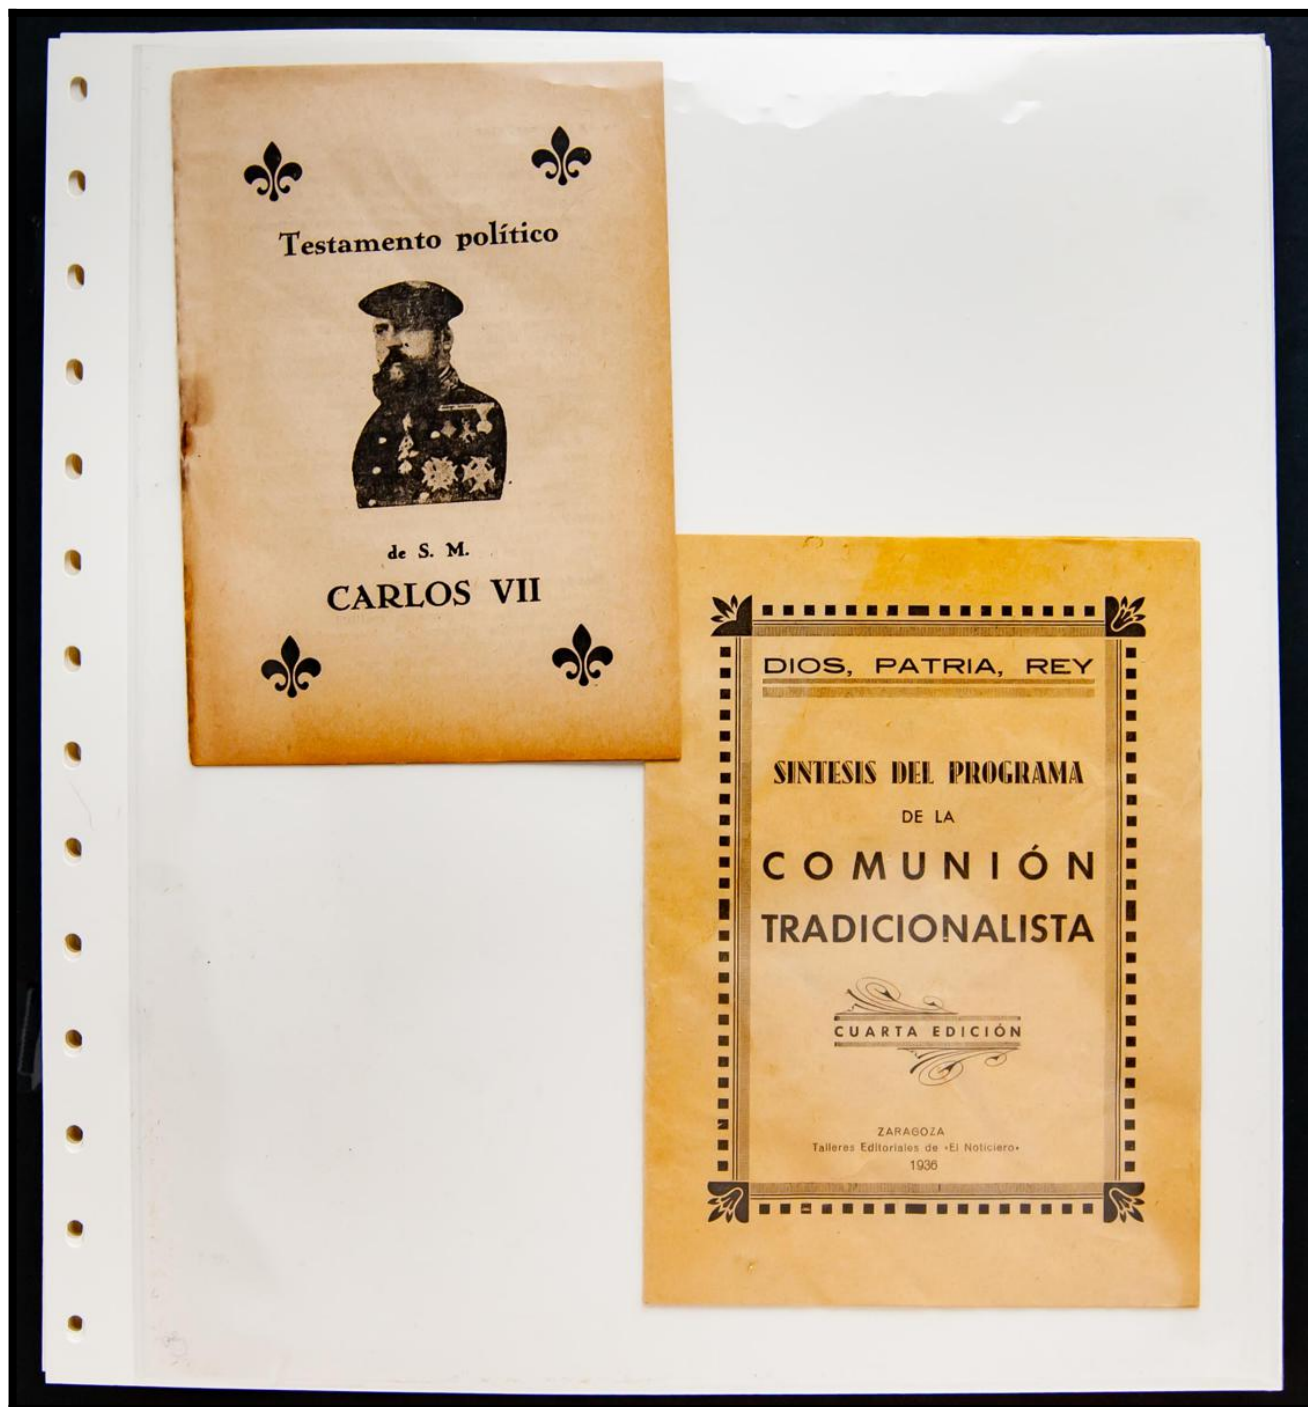 Testamento político
de S. M.
CARLOS VII
DIOS, PATRIA, REY
SINTESIS DEL PROGRAMA
DE LA
COMUNIÓN
TRADICIONALISTA
CUARTA EDICIÓN
ZARAGOZA
Talleres Editoriales de «El Noticiero»
1936